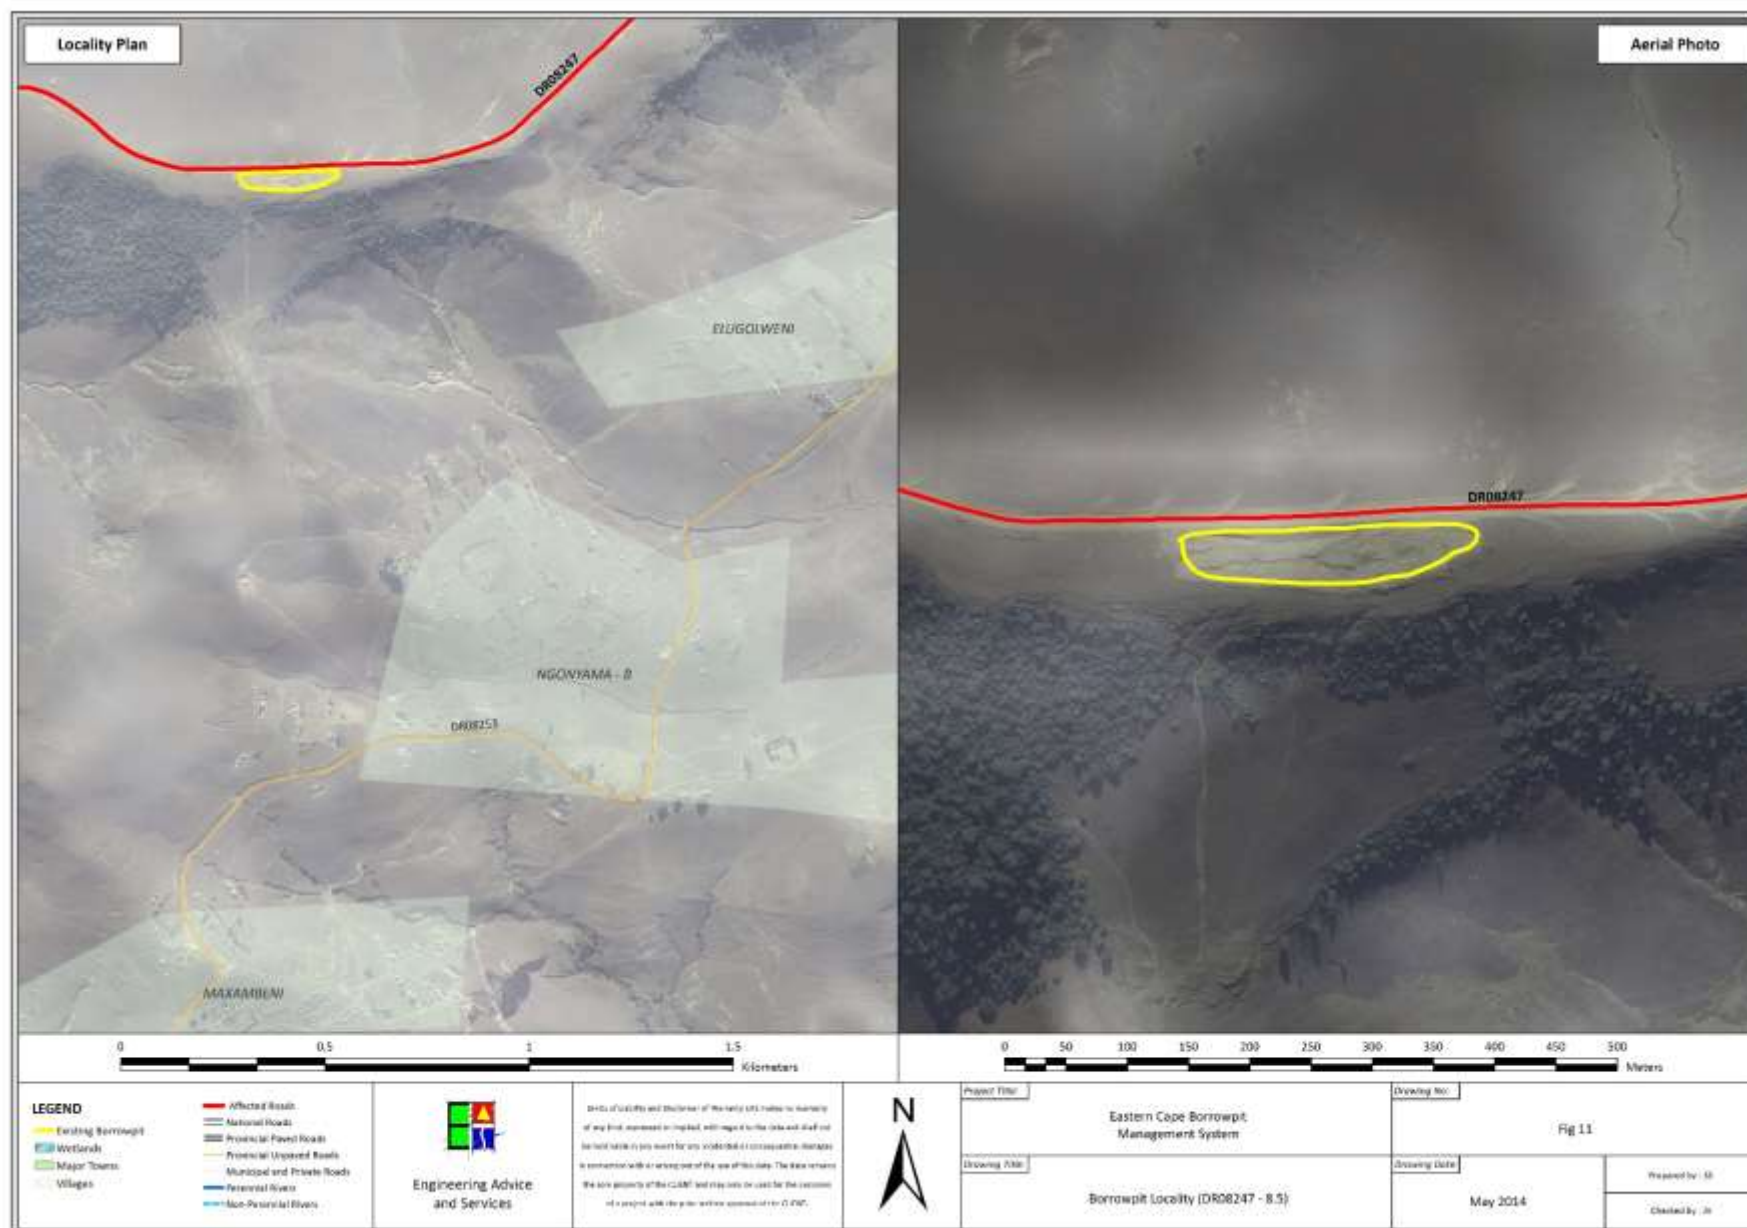 Locality Plan
Aerial Photo
DR08247
DR08247
ELUGOLWENI
NGONYAMA - B
DR08253
MAXAMBENI
0 0.5 1 1.5
Kilometers
0 50 100 150 200 250 300 350 400 450 500
Meters
LEGEND
Existing Borrowpit
Wetlands
Major Towns
Villages
Affected Roads
National Roads
Provincial Paved Roads
Provincial Unpaved Roads
Municipal and Private Roads
Perennial Rivers
Non-Perennial Rivers
Engineering Advice
and Services
N
Project Title:
Eastern Cape Borrowpit
Management System
Drawing Title:
Borrowpit Locality (DR08247 - 8.5)
Drawing No:
Fig 11
Drawing Date:
May 2014
Prepared by :
Checked by :